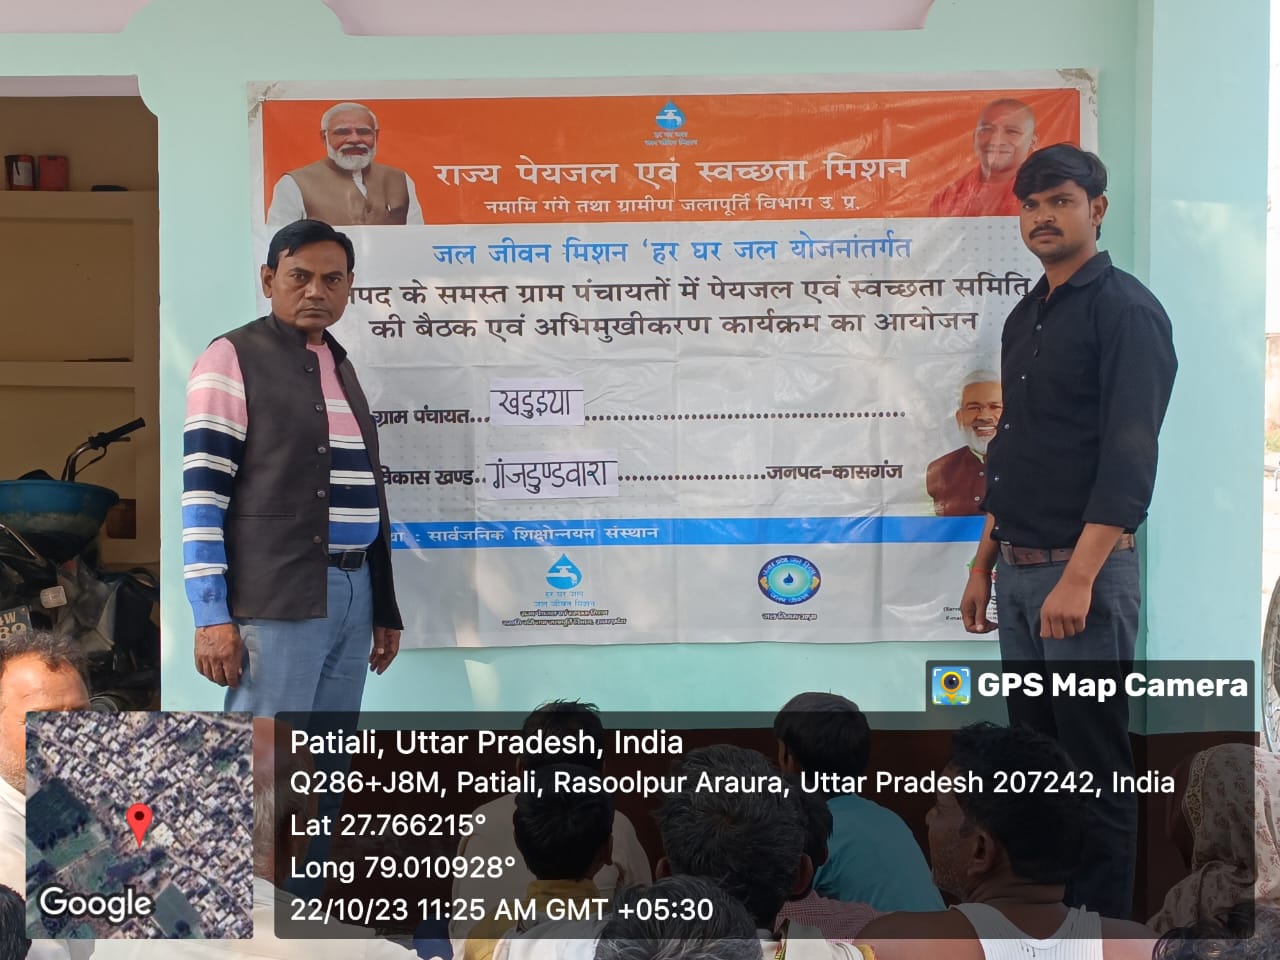 राज्य पेयजल एवं स्वच्छता मिशन
नमामि गंगे तथा ग्रामीण जलापूर्ति विभाग उ. प्र.
जल जीवन मिशन 'हर घर जल योजनांतर्गत
पद के समस्त ग्राम पंचायतों में पेयजल एवं स्वच्छता समिति
की बैठक एवं अभिमुखीकरण कार्यक्रम का आयोजन
ग्राम पंचायत... खडुइया
विकास खण्ड.. गंजडुण्डवारा ...जनपद-कासगंज
: सार्वजनिक शिक्षोन्नयन संस्थान
हर घर जल
जल जीवन मिशन
GPS Map Camera
Patiali, Uttar Pradesh, India
Q286+J8M, Patiali, Rasoolpur Araura, Uttar Pradesh 207242, India
Lat 27.766215°
Long 79.010928°
22/10/23 11:25 AM GMT +05:30
Google